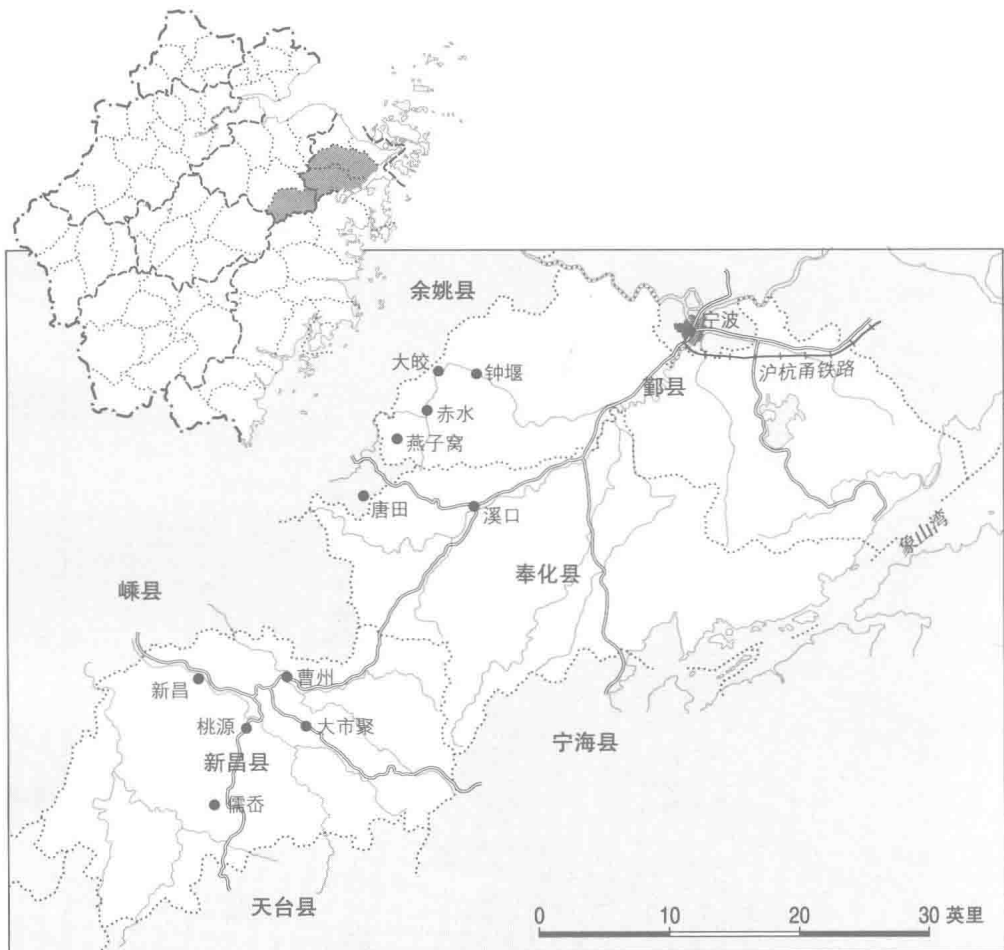 余姚县
宁波
大皎
钟堰
沪杭甬铁路
鄞县
赤水
燕子窝
唐田
溪口
象山湾
奉化县
嵊县
曹州
新昌
桃源
大市聚
宁海县
新昌县
儒岙
天台县
0 10 20 30 英里